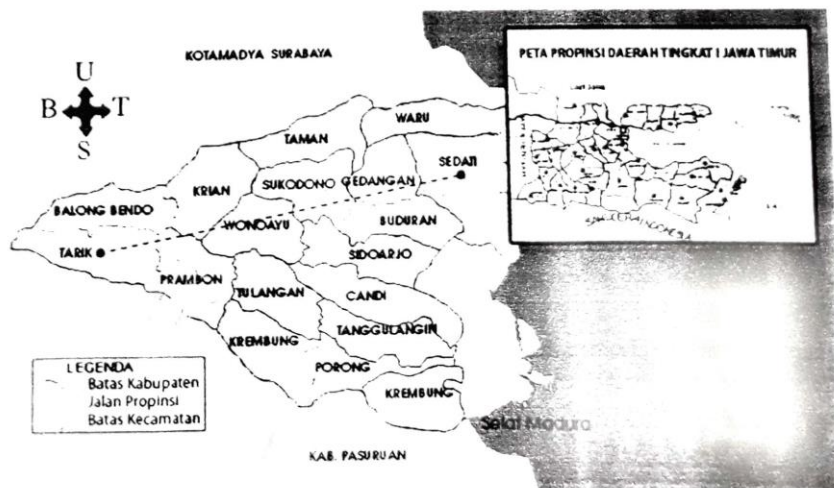 KOTAMADYA SURABAYA
PETA PROPINSI DAERAH TINGKAT I JAWA TIMUR
U
B T
S
WARU
TAMAN
SEDATI
KRIAN
SUKODONO GEDANGAN
BALONG BENDO
WONOAYU
BUDURAN
TARIK
SIDOARJO
PRAMBON
TULANGAN
CANDI
KREMBUNG
TANGGULANGIN
PORONG
KREMBUNG
LEGENDA
Batas Kabupaten
Jalan Propinsi
Batas Kecamatan
Selat Madura
KAB. PASURUAN